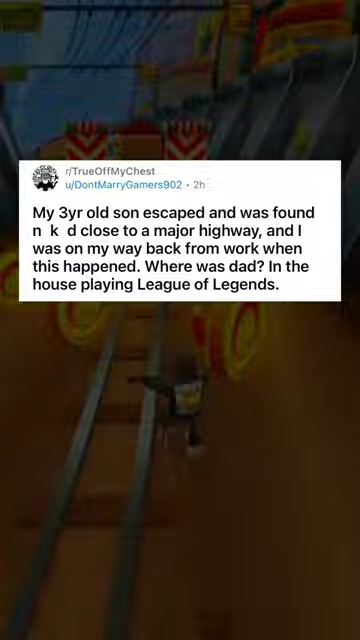 r/TrueOffMyChest
u/DontMarryGamers902 • 2h
My 3yr old son escaped and was found
n k d close to a major highway, and I
was on my way back from work when
this happened. Where was dad? In the
house playing League of Legends.